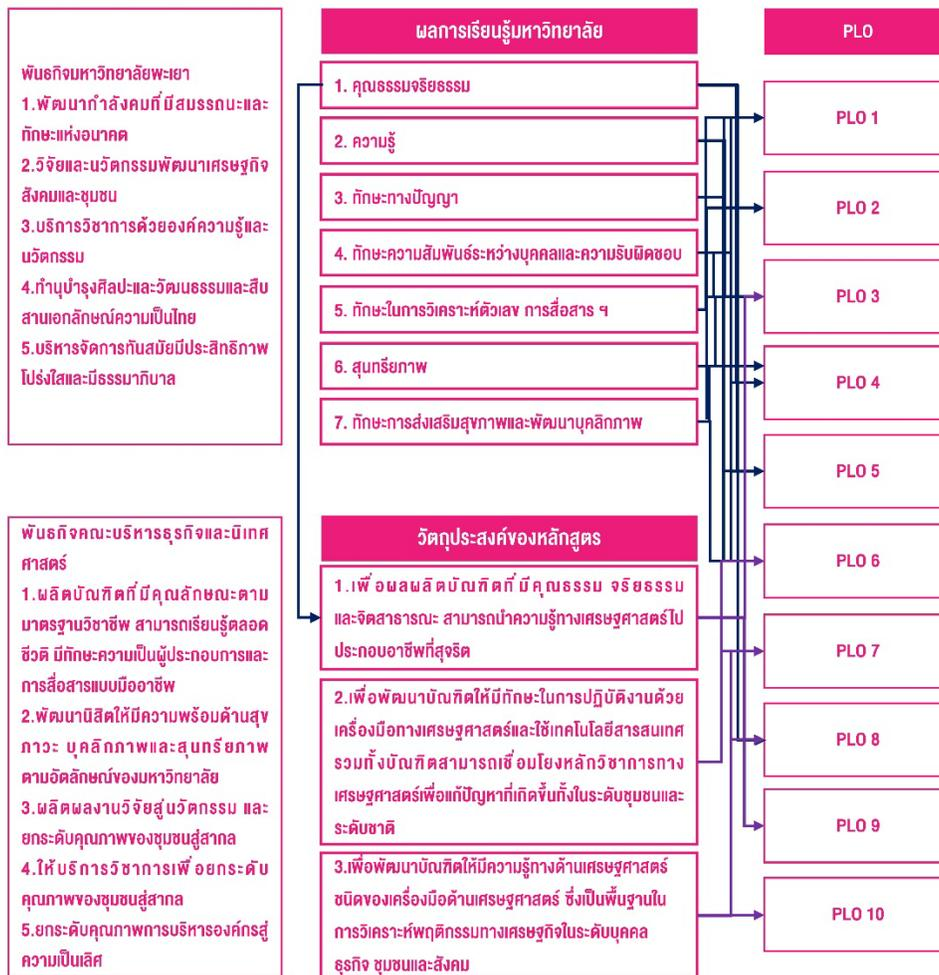 พันธกิจมหาวิทยาลัยพะเยา
1.พัฒนากำลังคมที่มีสมรรถนะและ
ทักษะแห่งอนาคต
2.วิจัยและนวัตกรรมพัฒนาเศรษฐกิจ
สังคมและชุมชน
3.บริการวิชาการด้วยองค์ความรู้และ
นวัตกรรม
4.ทำนุบำรุงศิลปะและวัฒนธรรมและสืบ
สานเอกลักษณ์ความเป็นไทย
5.บริหารจัดการทันสมัยมีประสิทธิภาพ
โปร่งใสและมีธรรมาภิบาล
พันธกิจคณะบริหารธุรกิจและนิเทศ
ศาสตร์
1.ผลิตบัณฑิตที่มีคุณลักษณะตาม
มาตรฐานวิชาชีพ สามารถเรียนรู้ตลอด
ชีวติ มีทักษะความเป็นผู้ประกอบการและ
การสื่อสารแบบมืออาชีพ
2.พัฒนานิสิตให้มีความพร้อมด้านสุข
ภาวะ บุคลิกภาพและสุนทรียภาพ
ตามอัตลักษณ์ของมหาวิทยาลัย
3.ผลิตผลงานวิจัยสู่นวัตกรรม และ
ยกระดับคุณภาพของชุมชนสู่สากล
4.ให้บริการวิชาการเพื่อยกระดับ
คุณภาพของชุมชนสู่สากล
5.ยกระดับคุณภาพการบริหารองค์กรสู่
ความเป็นเลิศ
ผลการเรียนรู้มหาวิทยาลัย
1. คุณธรรมจริยธรรม
2. ความรู้
3. ทักษะทางปัญญา
4. ทักษะความสัมพันธ์ระหว่างบุคคลและความรับผิดชอบ
5. ทักษะในการวิเคราะห์ตัวเลข การสื่อสาร ฯ
6. สุนทรียภาพ
7. ทักษะการส่งเสริมสุขภาพและพัฒนาบุคลิกภาพ
วัตถุประสงค์ของหลักสูตร
1.เพื่อผลผลิตบัณฑิตที่มีคุณธรรม จริยธรรม
และจิตสาธารณะ สามารถนำความรู้ทางเศรษฐศาสตร์ไป
ประกอบอาชีพที่สุจริต
2.เพื่อพัฒนาบัณฑิตให้มีทักษะในการปฏิบัติงานด้วย
เครื่องมือทางเศรษฐศาสตร์และใช้เทคโนโลยีสารสนเทศ
รวมทั้งบัณฑิตสามารถเชื่อมโยงหลักวิชาการทาง
เศรษฐศาสตร์เพื่อแก้ปัญหาที่เกิดขึ้นทั้งในระดับชุมชนและ
ระดับชาติ
3.เพื่อพัฒนาบัณฑิตให้มีความรู้ทางด้านเศรษฐศาสตร์
ชนิดของเครื่องมือด้านเศรษฐศาสตร์ ซึ่งเป็นพื้นฐานใน
การวิเคราะห์พฤติกรรมทางเศรษฐกิจในระดับบุคคล
ธุรกิจ ชุมชนและสังคม
PLO
PLO 1
PLO 2
PLO 3
PLO 4
PLO 5
PLO 6
PLO 7
PLO 8
PLO 9
PLO 10